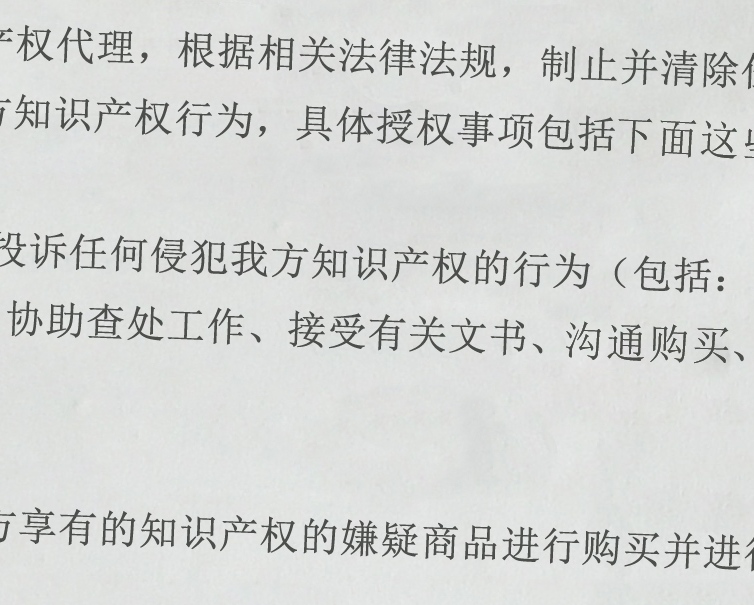 产权代理，根据相关法律法规，制止并清除
方知识产权行为，具体授权事项包括下面这些
投诉任何侵犯我方知识产权的行为（包括：
协助查处工作、接受有关文书、沟通购买、
方享有的知识产权的嫌疑商品进行购买并进行